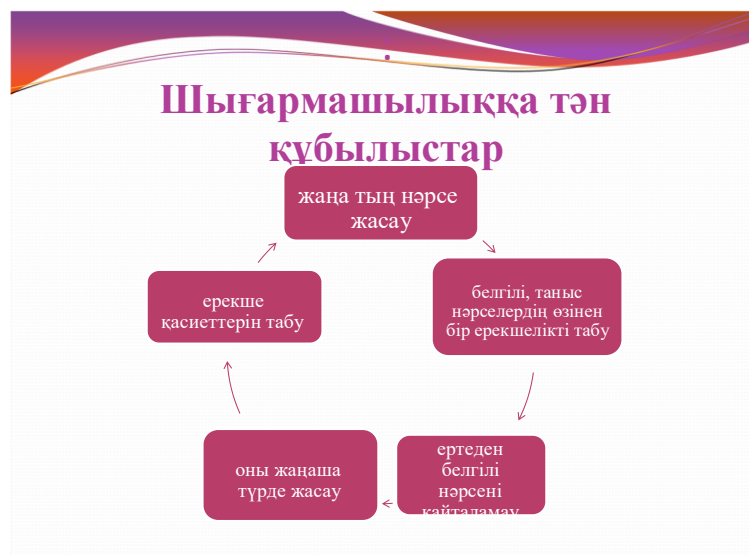 Шығармашылыққа тән
құбылыстар
жаңа тың нәрсе
жасау
белгілі, таныс
нәрселердің өзінен
бір ерекшелікті табу
ертеден
белгілі
нәрсені
қайталамау
оны жаңаша
түрде жасау
ерекше
қасиеттерін табу